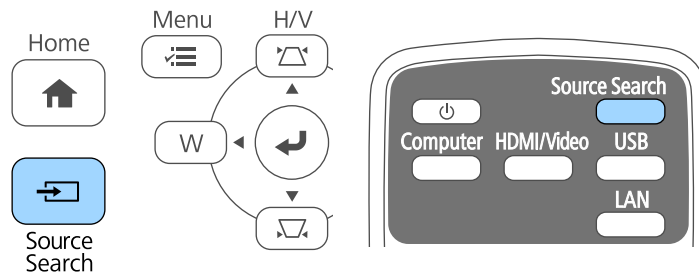 Home
Menu
H/V
W
Source
Search
Source Search
Computer HDMI/Video USB
LAN